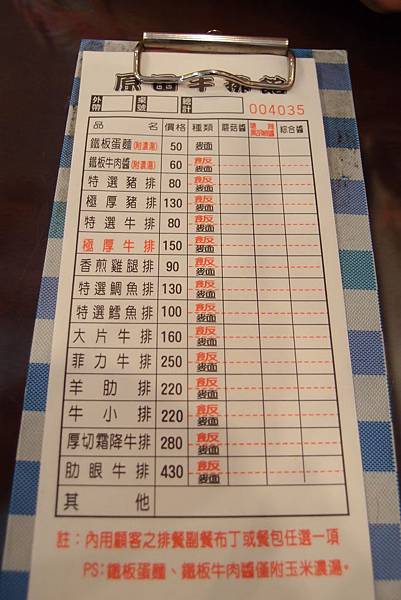 牛排館
外帶 桌號 總計 004035
品名 價格 種類 蘑菇醬 黑胡椒醬 綜合醬
鐵板蛋麵(附濃湯) 50 麵
鐵板牛肉醬(附濃湯) 60 飯 麵
特選豬排 80 飯 麵
極厚豬排 130 飯 麵
特選牛排 80 飯 麵
極厚牛排 150 飯 麵
香煎雞腿排 90 飯 麵
特選鯛魚排 130 飯 麵
特選鱈魚排 100 飯 麵
大片牛排 160 飯 麵
菲力牛排 250 飯 麵
羊肋排 220 飯 麵
牛小排 220 飯 麵
厚切霜降牛排 280 飯 麵
肋眼牛排 430 飯 麵
其他
註：內用顧客之排餐副餐布丁或餐包任選一項
PS：鐵板蛋麵、鐵板牛肉醬僅附玉米濃湯。